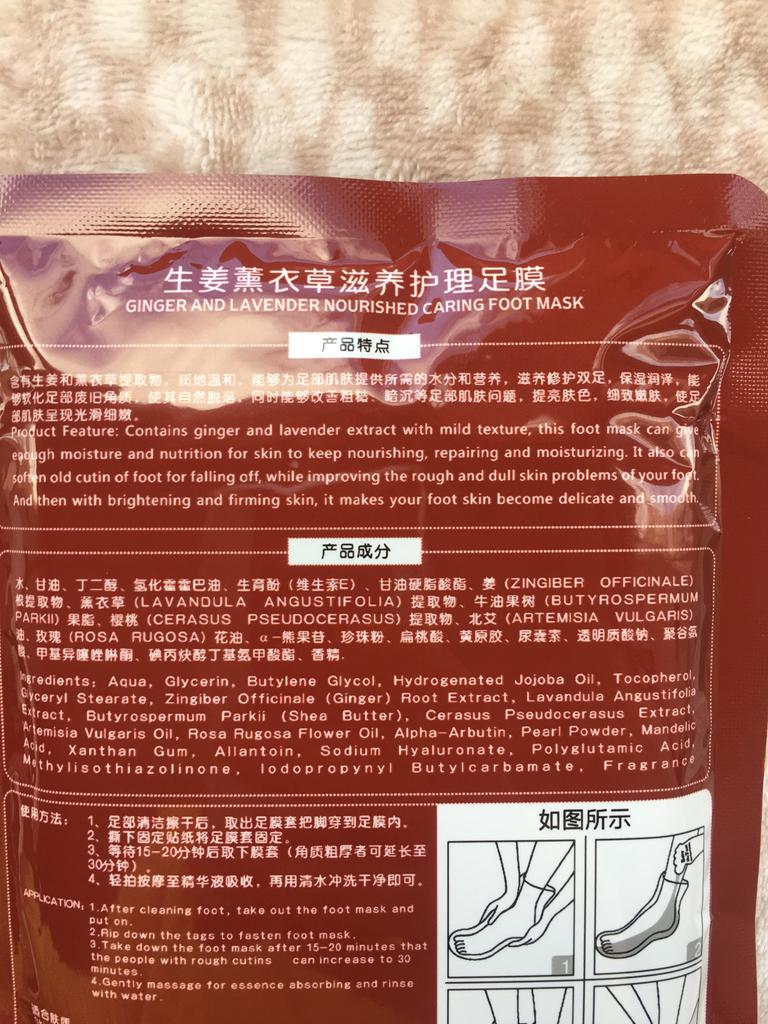 生姜薰衣草滋养护理足膜
GINGER AND LAVENDER NOURISHED CARING FOOT MASK
产品特点
含有生姜和薰衣草提取物，质地温和，能够为足部肌肤提供所需的水分和营养，滋养修护双足，保湿润泽，能
够软化足部废旧角质，使其自然脱落，同时能够改善粗糙、暗沉等足部肌肤问题，提亮肤色，细致嫩肤，使足
部肌肤呈现光滑细嫩。
Product Feature: Contains ginger and lavender extract with mild texture, this foot mask can give
enough moisture and nutrition for skin to keep nourishing, repairing and moisturizing. It also can
soften old cutin of foot for falling off, while improving the rough and dull skin problems of your foot.
And then with brightening and firming skin, it makes your foot skin become delicate and smooth.
产品成分
水、甘油、丁二醇、氢化霍霍巴油、生育酚（维生素E）、甘油硬脂酸酯、姜 (ZINGIBER OFFICINALE)
根提取物、薰衣草 (LAVANDULA ANGUSTIFOLIA) 提取物、牛油果树 (BUTYROSPERMUM
PARKII) 果脂、樱桃 (CERASUS PSEUDOCERASUS) 提取物、北艾 (ARTEMISIA VULGARIS)
油、玫瑰 (ROSA RUGOSA) 花油、α-熊果苷、珍珠粉、扁桃酸、黄原胶、尿囊素、透明质酸钠、聚谷氨
酸、甲基异噻唑啉酮、碘丙炔醇丁基氨甲酸酯、香精.
Ingredients: Aqua, Glycerin, Butylene Glycol, Hydrogenated Jojoba Oil, Tocopherol,
Glyceryl Stearate, Zingiber Officinale (Ginger) Root Extract, Lavandula Angustifolia
Extract, Butyrospermum Parkii (Shea Butter), Cerasus Pseudocerasus Extract,
Artemisia Vulgaris Oil, Rosa Rugosa Flower Oil, Alpha-Arbutin, Pearl Powder, Mandelic
Acid, Xanthan Gum, Allantoin, Sodium Hyaluronate, Polyglutamic Acid,
Methylisothiazolinone, Iodopropynyl Butylcarbamate, Fragrance
使用方法：1、足部清洁擦干后，取出足膜套把脚穿到足膜内。
2、撕下固定贴纸将足膜套固定。
3、等待15-20分钟后取下膜套（角质粗厚者可延长至
30分钟）。
4、轻拍按摩至精华液吸收，再用清水冲洗干净即可。
APPLICATION: 1.After cleaning foot, take out the foot mask and
put on.
2.Rip down the tags to fasten foot mask.
3.Take down the foot mask after 15-20 minutes that
the people with rough cutins can increase to 30
minutes.
4.Gently massage for essence absorbing and rinse
with water.
适合肤质
如图所示
1
2